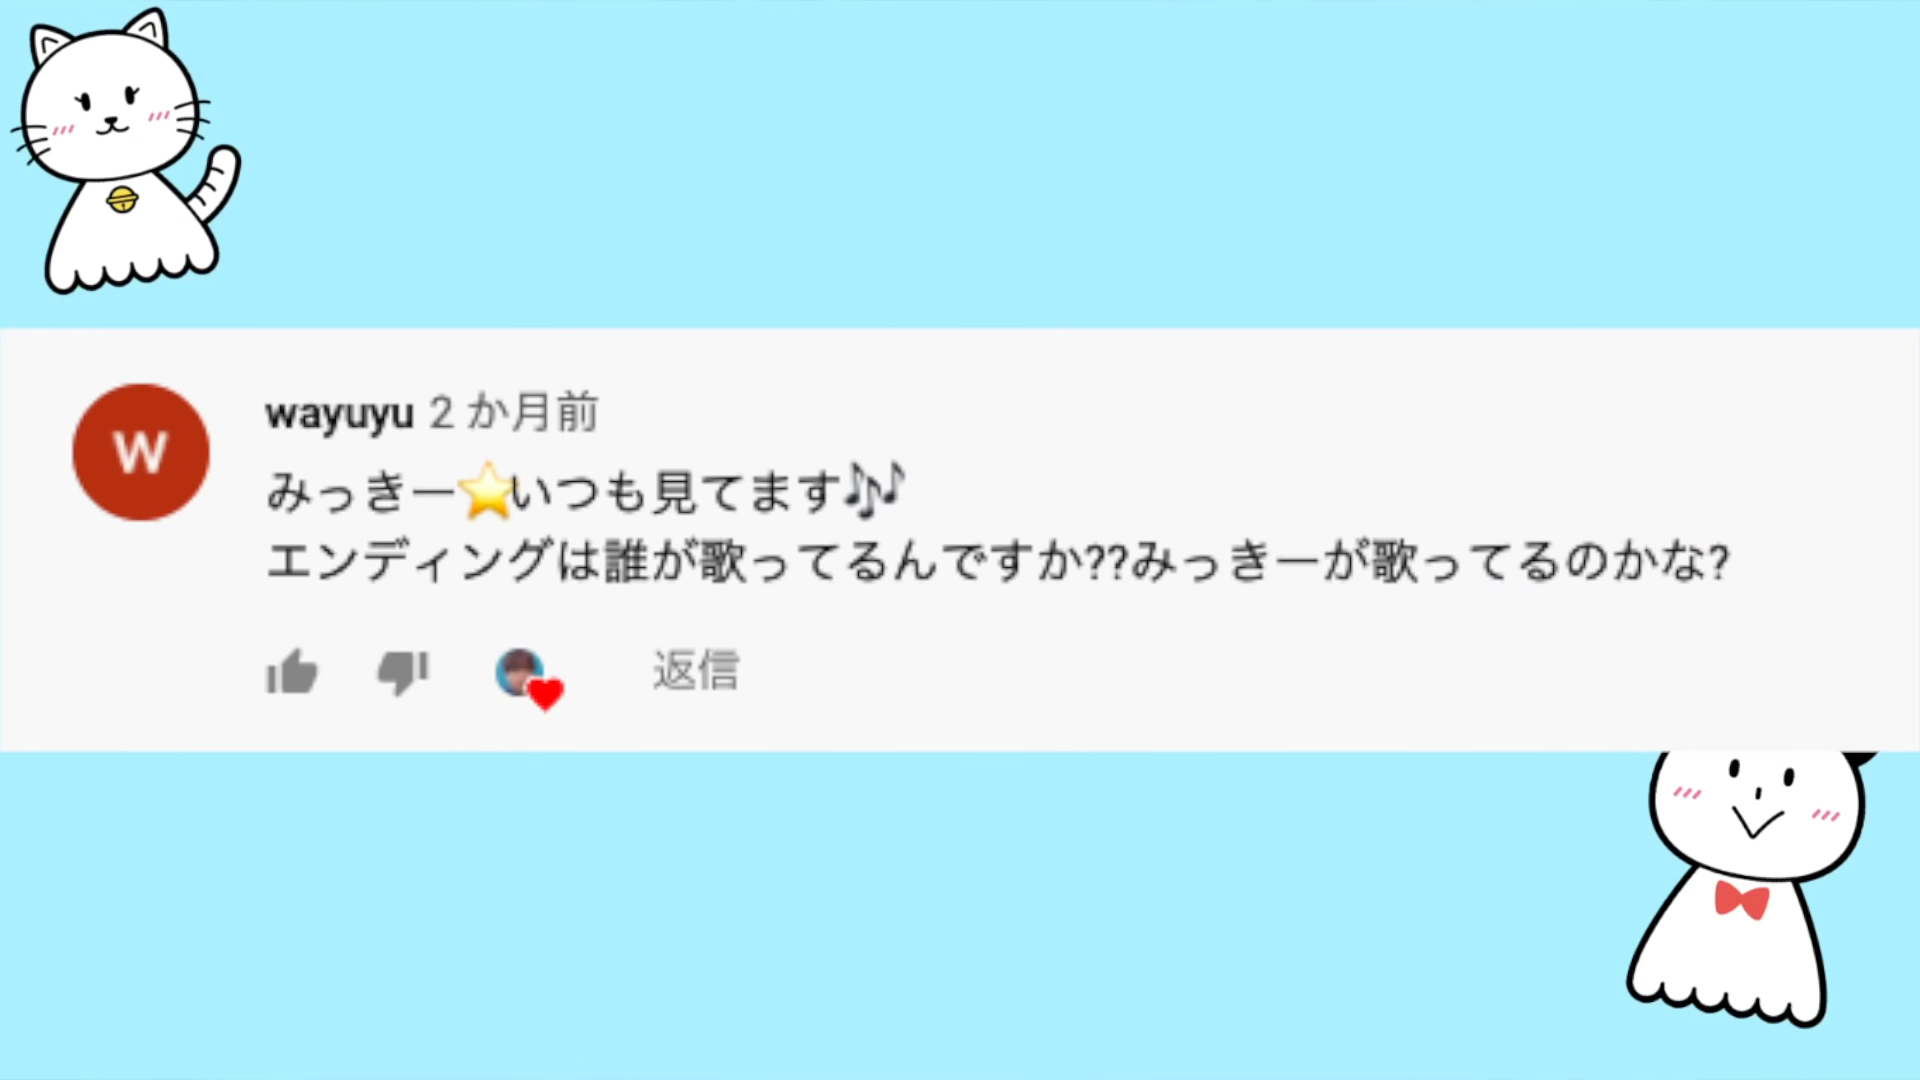 W
wayuyu 2 か月前
みっきー⭐いつも見てます🎶
エンディングは誰が歌ってるんですか??みっきーが歌ってるのかな?
返信